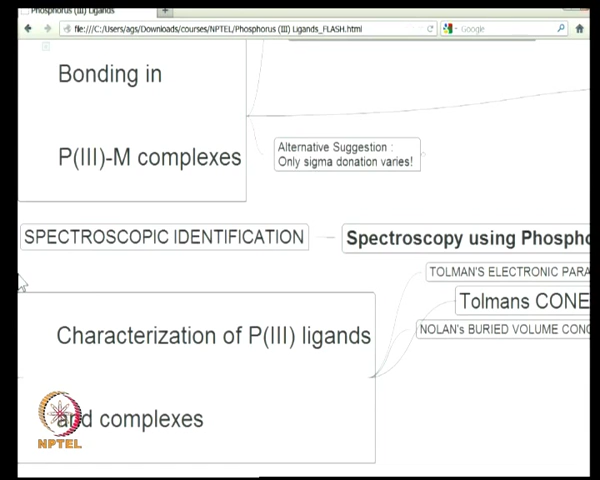 Phosphorus (III) Ligands
file:///C:/Users/ags/Downloads/courses/NPTEL/Phosphorus (III) Ligands_FLASH.html
Google
Bonding in
P(III)-M complexes
Alternative Suggestion :
Only sigma donation varies!
SPECTROSCOPIC IDENTIFICATION
Spectroscopy using Phospho
TOLMAN'S ELECTRONIC PARA
Tolmans CONE
NOLAN's BURIED VOLUME CONC
Characterization of P(III) ligands
and complexes
NPTEL